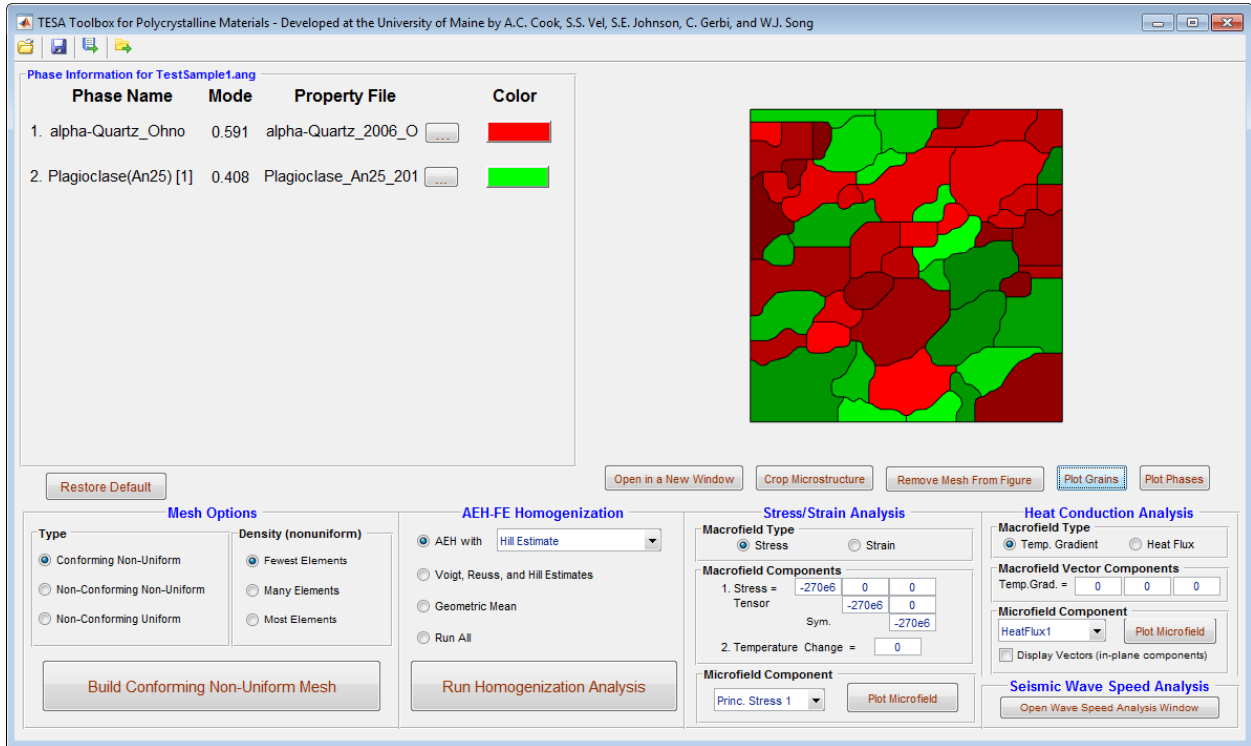 TESA Toolbox for Polycrystalline Materials - Developed at the University of Maine by A.C. Cook, S.S. Vel, S.E. Johnson, C. Gerbi, and W.J. Song
Phase Information for TestSample1.ang
Phase Name Mode Property File Color
1. alpha-Quartz_Ohno 0.591 alpha-Quartz_2006_O ...
2. Plagioclase(An25) [1] 0.408 Plagioclase_An25_201 ...
Restore Default
Open in a New Window Crop Microstructure Remove Mesh From Figure Plot Grains Plot Phases
Mesh Options
Type
Conforming Non-Uniform
Non-Conforming Non-Uniform
Non-Conforming Uniform
Density (nonuniform)
Fewest Elements
Many Elements
Most Elements
Build Conforming Non-Uniform Mesh
AEH-FE Homogenization
AEH with Hill Estimate
Voigt, Reuss, and Hill Estimates
Geometric Mean
Run All
Run Homogenization Analysis
Stress/Strain Analysis
Macrofield Type
Stress Strain
Macrofield Components
1. Stress = -270e6 0 0
Tensor -270e6 0
Sym. -270e6
2. Temperature Change = 0
Microfield Component
Princ. Stress 1 Plot Microfield
Heat Conduction Analysis
Macrofield Type
Temp. Gradient Heat Flux
Macrofield Vector Components
Temp.Grad. = 0 0 0
Microfield Component
HeatFlux1 Plot Microfield
Display Vectors (in-plane components)
Seismic Wave Speed Analysis
Open Wave Speed Analysis Window